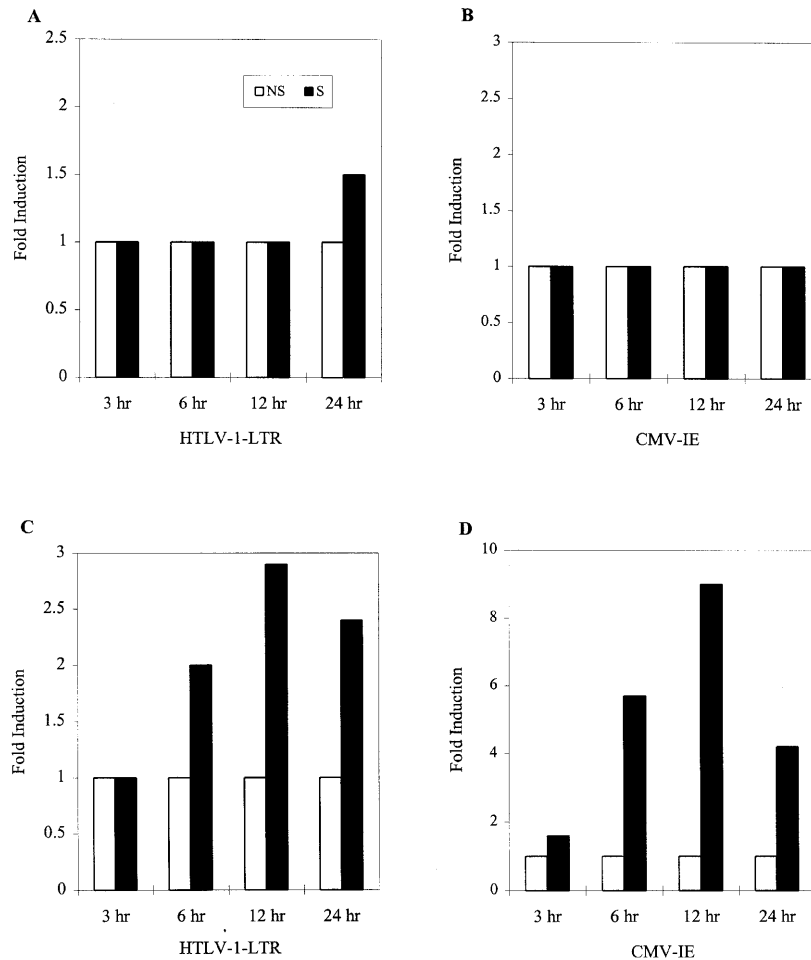 A
Fold Induction
2.5
2
1.5
1
0.5
0
NS S
3 hr 6 hr 12 hr 24 hr
HTLV-1-LTR
B
Fold Induction
3
2.5
2
1.5
1
0.5
0
3 hr 6 hr 12 hr 24 hr
CMV-IE
C
Fold Induction
3
2.5
2
1.5
1
0.5
0
3 hr 6 hr 12 hr 24 hr
HTLV-1-LTR
D
Fold Induction
10
8
6
4
2
0
3 hr 6 hr 12 hr 24 hr
CMV-IE